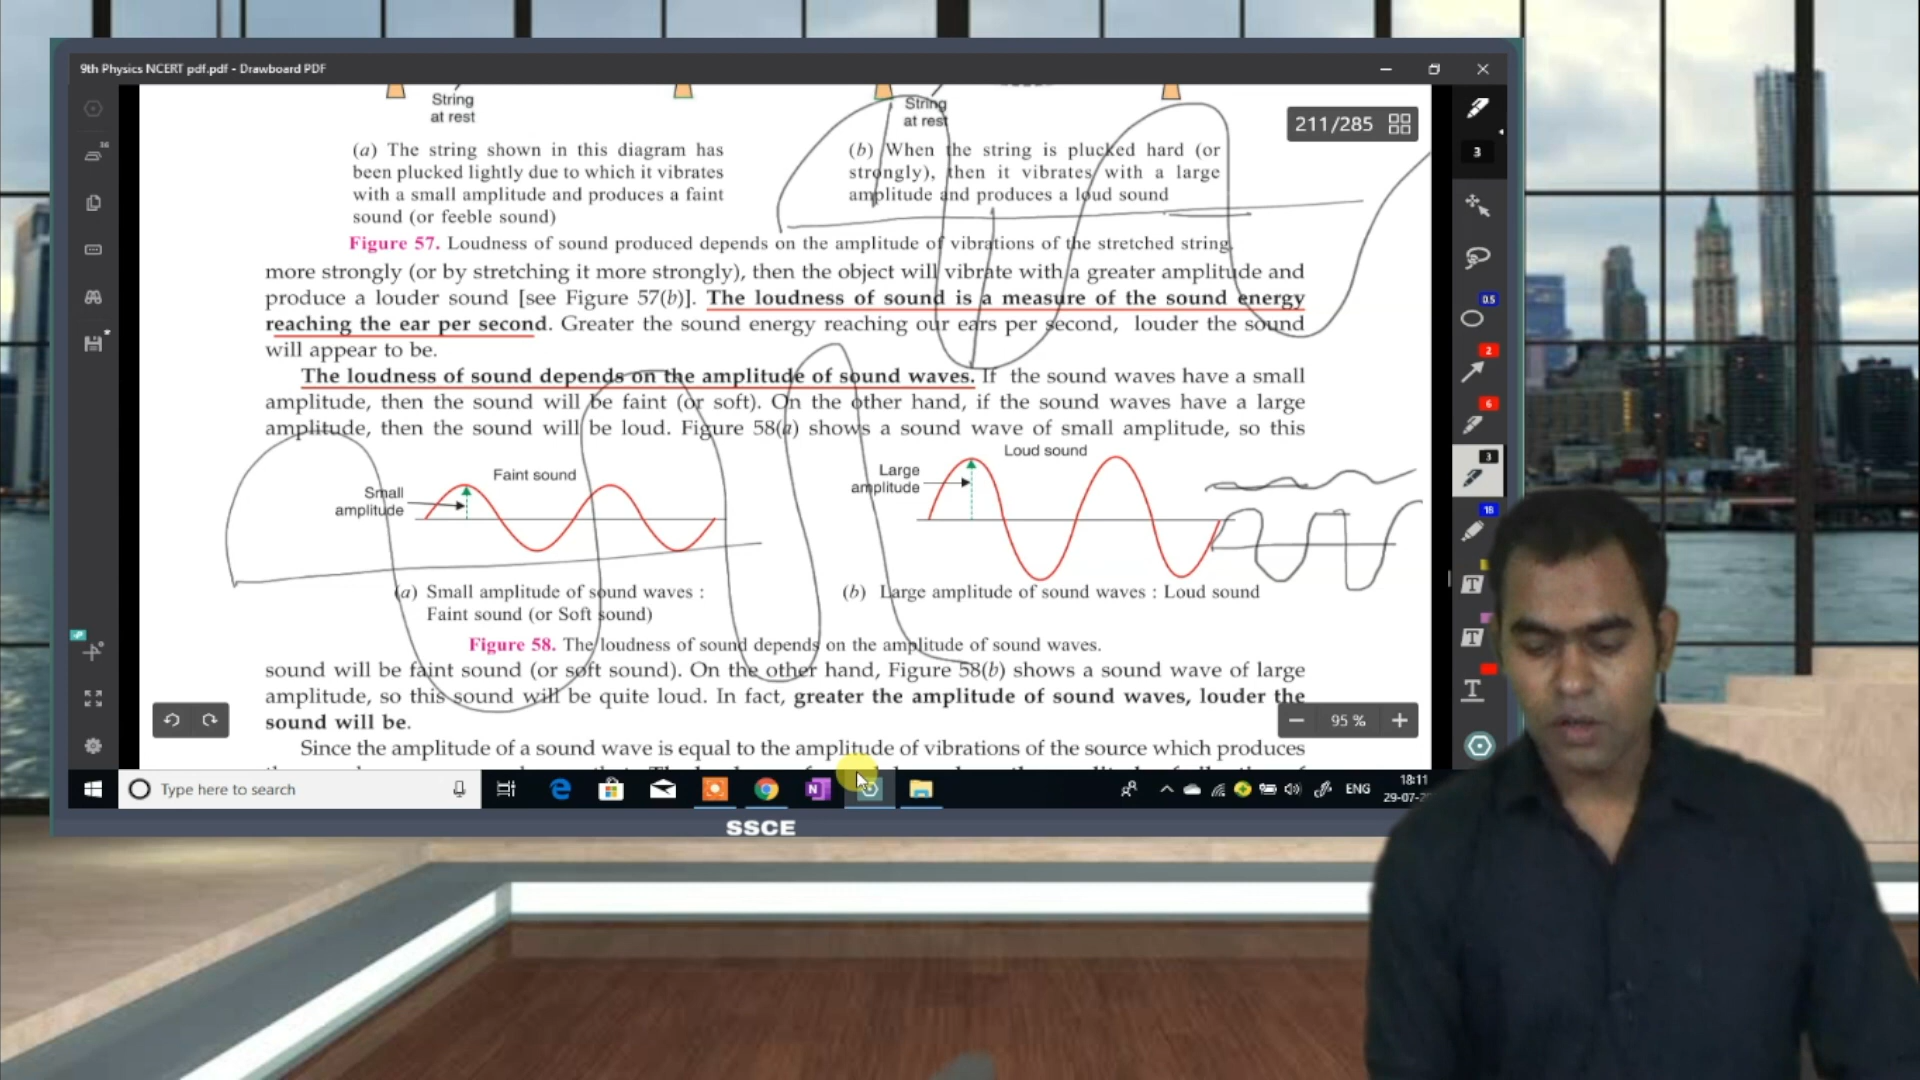 9th Physics NCERT pdf.pdf - Drawboard PDF
String
at rest
String
at rest
211/285
(a) The string shown in this diagram has
been plucked lightly due to which it vibrates
with a small amplitude and produces a faint
sound (or feeble sound)
(b) When the string is plucked hard (or
strongly), then it vibrates with a large
amplitude and produces a loud sound
Figure 57. Loudness of sound produced depends on the amplitude of vibrations of the stretched string.
more strongly (or by stretching it more strongly), then the object will vibrate with a greater amplitude and
produce a louder sound [see Figure 57(b)]. The loudness of sound is a measure of the sound energy
reaching the ear per second. Greater the sound energy reaching our ears per second, louder the sound
will appear to be.
The loudness of sound depends on the amplitude of sound waves. If the sound waves have a small
amplitude, then the sound will be faint (or soft). On the other hand, if the sound waves have a large
amplitude, then the sound will be loud. Figure 58(a) shows a sound wave of small amplitude, so this
Faint sound
Small
amplitude
Loud sound
Large
amplitude
(a) Small amplitude of sound waves :
Faint sound (or Soft sound)
(b) Large amplitude of sound waves : Loud sound
Figure 58. The loudness of sound depends on the amplitude of sound waves.
sound will be faint sound (or soft sound). On the other hand, Figure 58(b) shows a sound wave of large
amplitude, so this sound will be quite loud. In fact, greater the amplitude of sound waves, louder the
sound will be.
Since the amplitude of a sound wave is equal to the amplitude of vibrations of the source which produces
95 %
3
0.5
2
6
3
18
Type here to search
ENG
18:11
29-07-2
SSCE